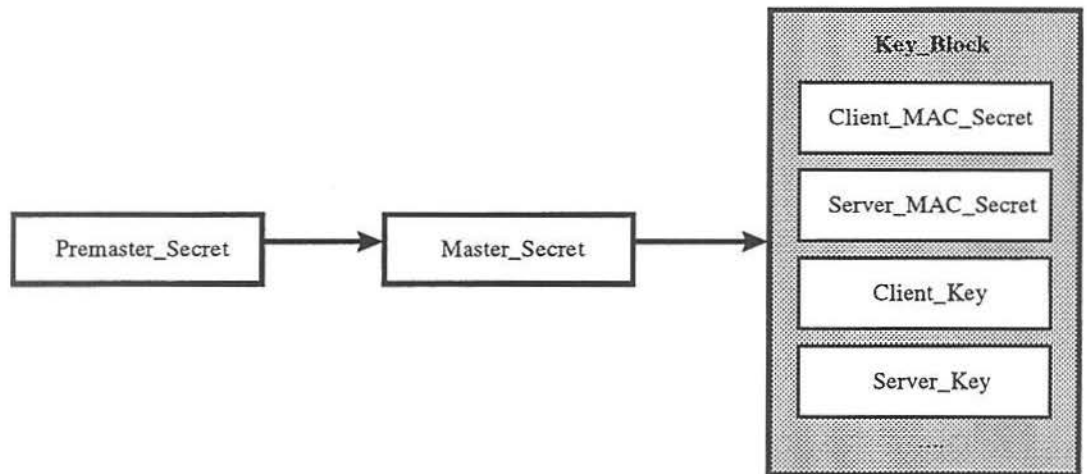 Key_Block
Client_MAC_Secret
Server_MAC_Secret
Premaster_Secret
Master_Secret
Client_Key
Server_Key
....